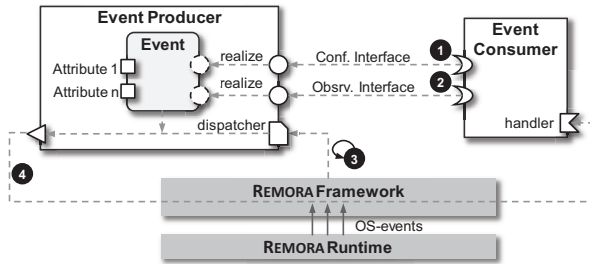 Event Producer
Event
Consumer
Event
Attribute 1
Attribute n
realize
realize
Conf. Interface
Obsrv. Interface
1
2
dispatcher
handler
3
4
REMORA Framework
OS-events
REMORA Runtime